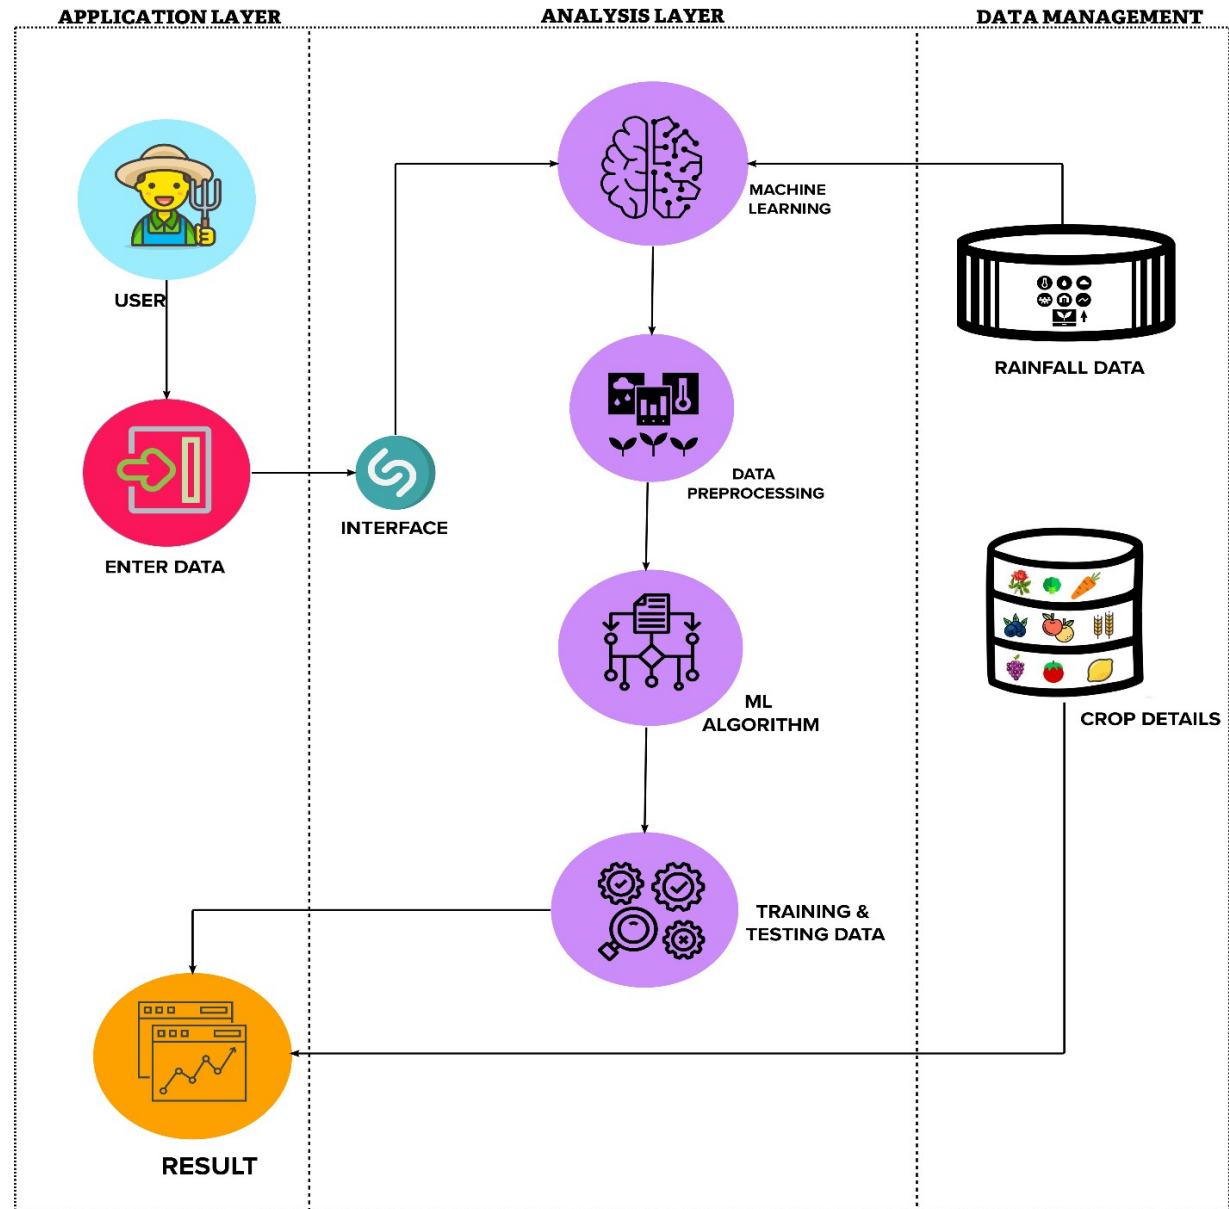 APPLICATION LAYER
ANALYSIS LAYER
DATA MANAGEMENT
USER
ENTER DATA
INTERFACE
MACHINE
LEARNING
DATA
PREPROCESSING
ML
ALGORITHM
TRAINING &
TESTING DATA
RAINFALL DATA
CROP DETAILS
RESULT